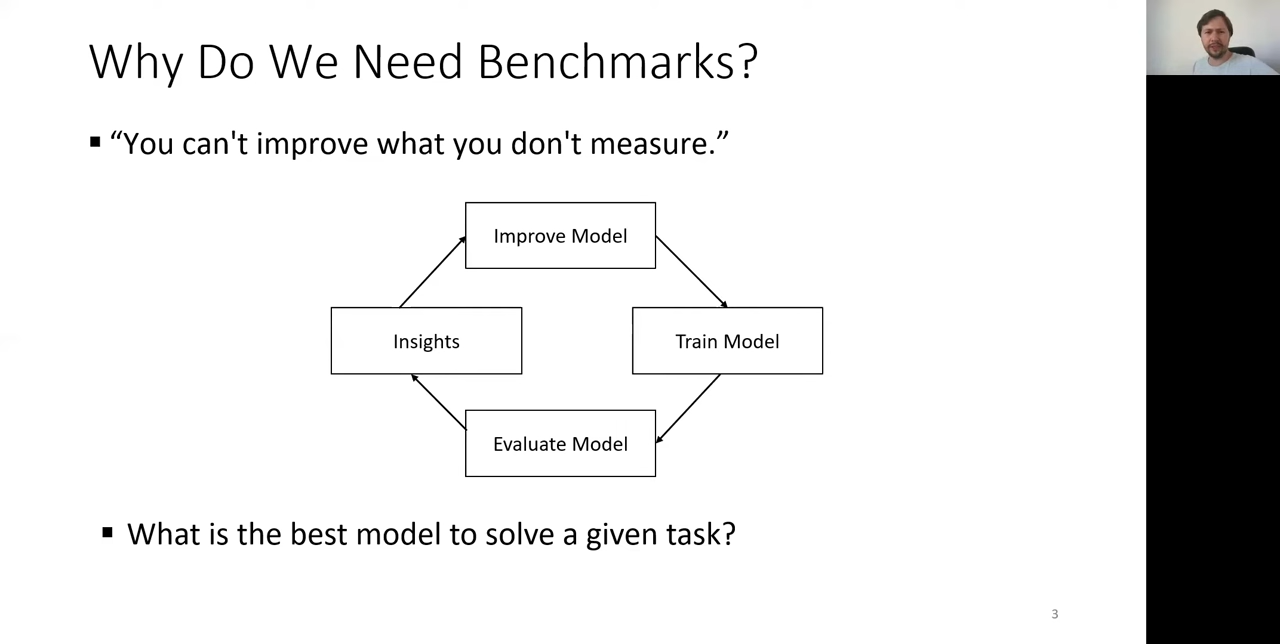 Why Do We Need Benchmarks?
▪ “You can't improve what you don't measure.”
Improve Model
Insights
Train Model
Evaluate Model
▪ What is the best model to solve a given task?
3